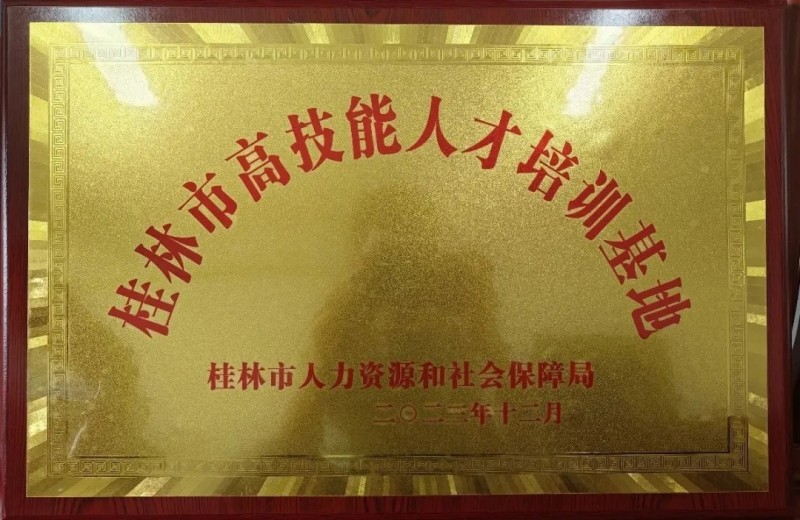 桂林市高技能人才培训基地
桂林市人力资源和社会保障局
二〇二三年十二月